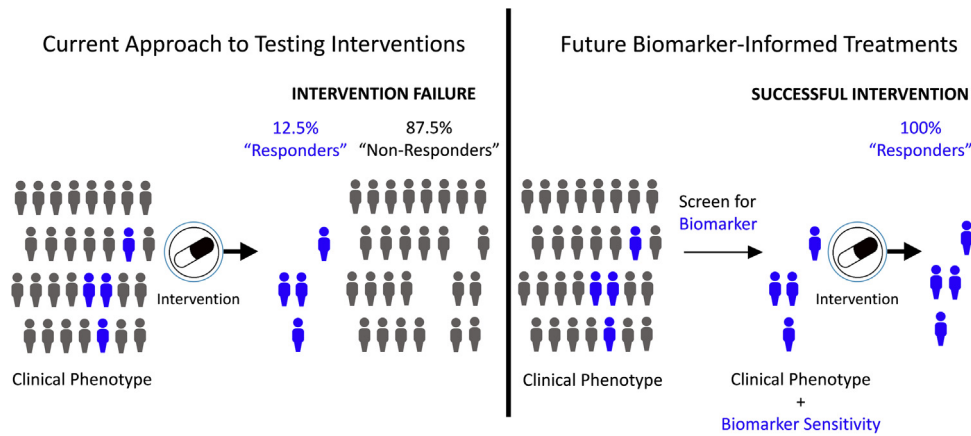 Current Approach to Testing Interventions
INTERVENTION FAILURE
12.5%
“Responders”
87.5%
“Non-Responders”
Intervention
Clinical Phenotype
Future Biomarker-Informed Treatments
SUCCESSFUL INTERVENTION
100%
“Responders”
Screen for
Biomarker
Intervention
Clinical Phenotype
Clinical Phenotype
+
Biomarker Sensitivity